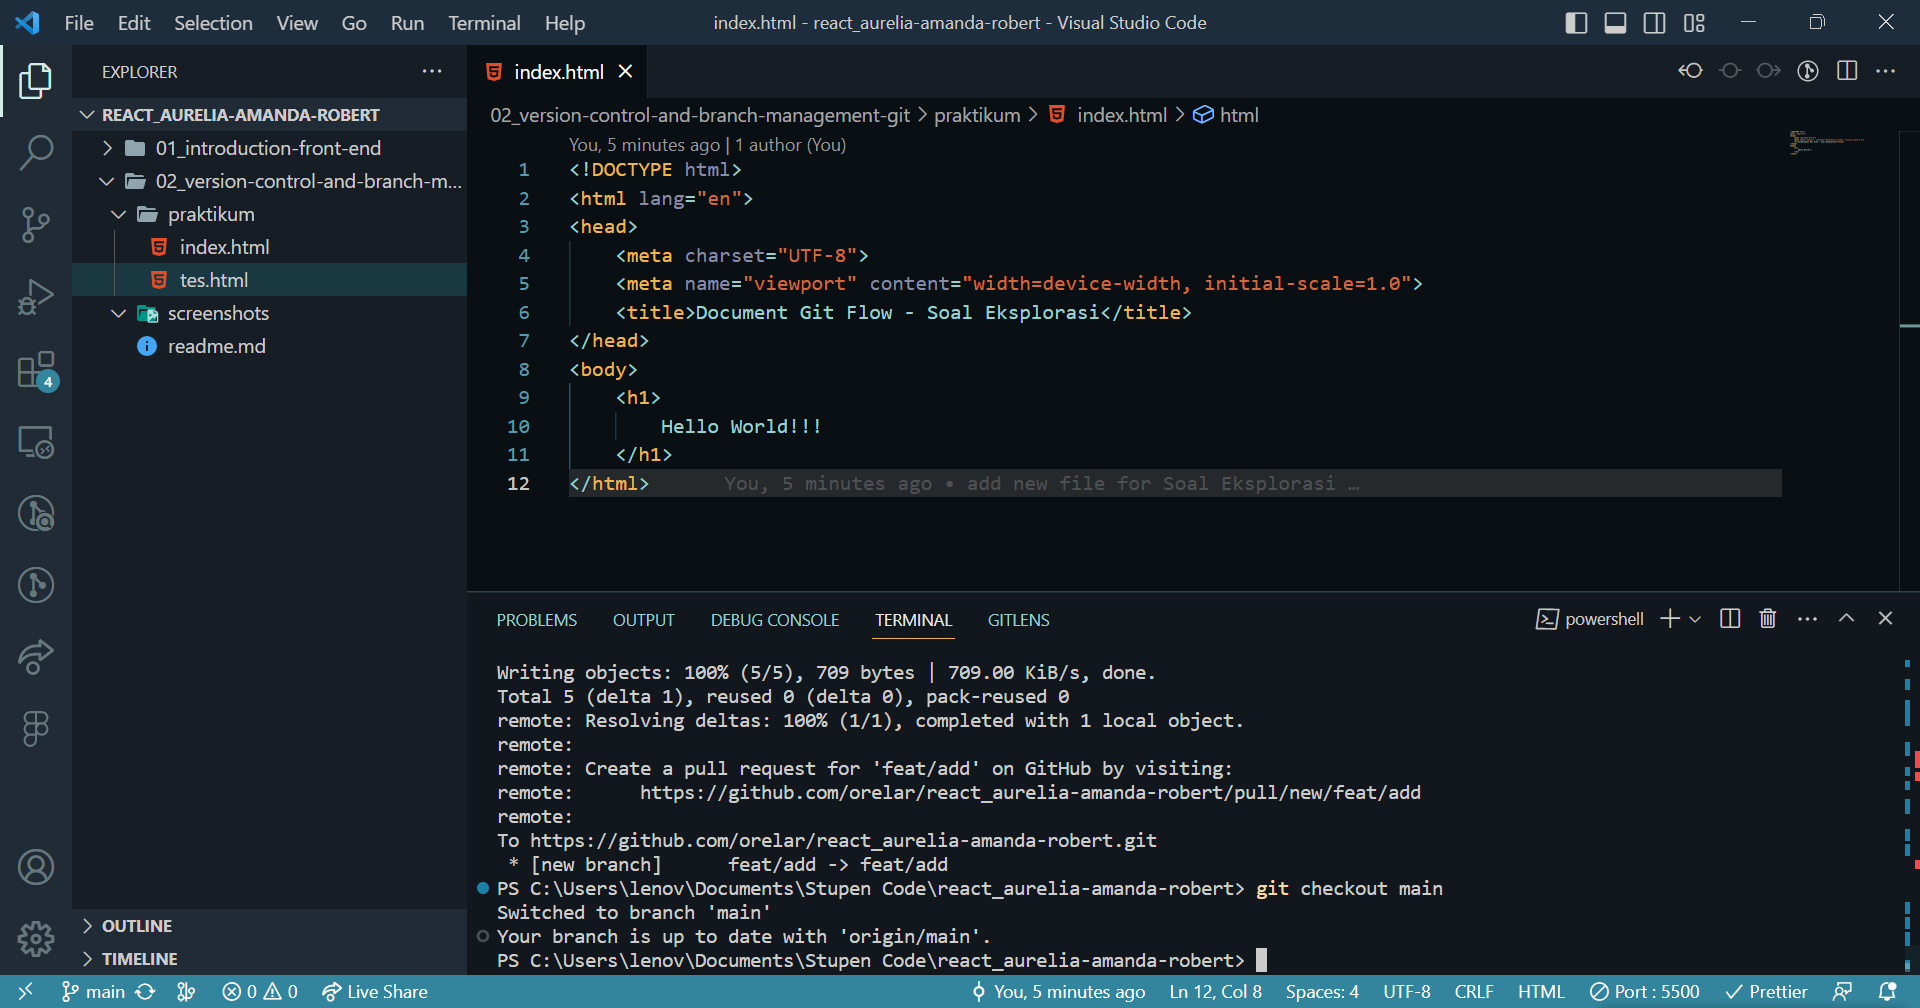 File Edit Selection View Go Run Terminal Help
index.html - react_aurelia-amanda-robert - Visual Studio Code
EXPLORER
REACT_AURELIA-AMANDA-ROBERT
01_introduction-front-end
02_version-control-and-branch-m...
praktikum
index.html
tes.html
screenshots
readme.md
4
OUTLINE
TIMELINE
index.html
02_version-control-and-branch-management-git > praktikum > index.html > html
You, 5 minutes ago | 1 author (You)
1 <!DOCTYPE html>
2 <html lang="en">
3 <head>
4 <meta charset="UTF-8">
5 <meta name="viewport" content="width=device-width, initial-scale=1.0">
6 <title>Document Git Flow - Soal Eksplorasi</title>
7 </head>
8 <body>
9 <h1>
10 Hello World!!!
11 </h1>
12 </html> You, 5 minutes ago • add new file for Soal Eksplorasi …
PROBLEMS OUTPUT DEBUG CONSOLE TERMINAL GITLENS
powershell
Writing objects: 100% (5/5), 709 bytes | 709.00 KiB/s, done.
Total 5 (delta 1), reused 0 (delta 0), pack-reused 0
remote: Resolving deltas: 100% (1/1), completed with 1 local object.
remote:
remote: Create a pull request for 'feat/add' on GitHub by visiting:
remote: https://github.com/orelar/react_aurelia-amanda-robert/pull/new/feat/add
remote:
To https://github.com/orelar/react_aurelia-amanda-robert.git
* [new branch] feat/add -> feat/add
PS C:\Users\lenov\Documents\Stupen Code\react_aurelia-amanda-robert> git checkout main
Switched to branch 'main'
Your branch is up to date with 'origin/main'.
PS C:\Users\lenov\Documents\Stupen Code\react_aurelia-amanda-robert>
main 0 0 Live Share You, 5 minutes ago Ln 12, Col 8 Spaces: 4 UTF-8 CRLF HTML Port : 5500 Prettier